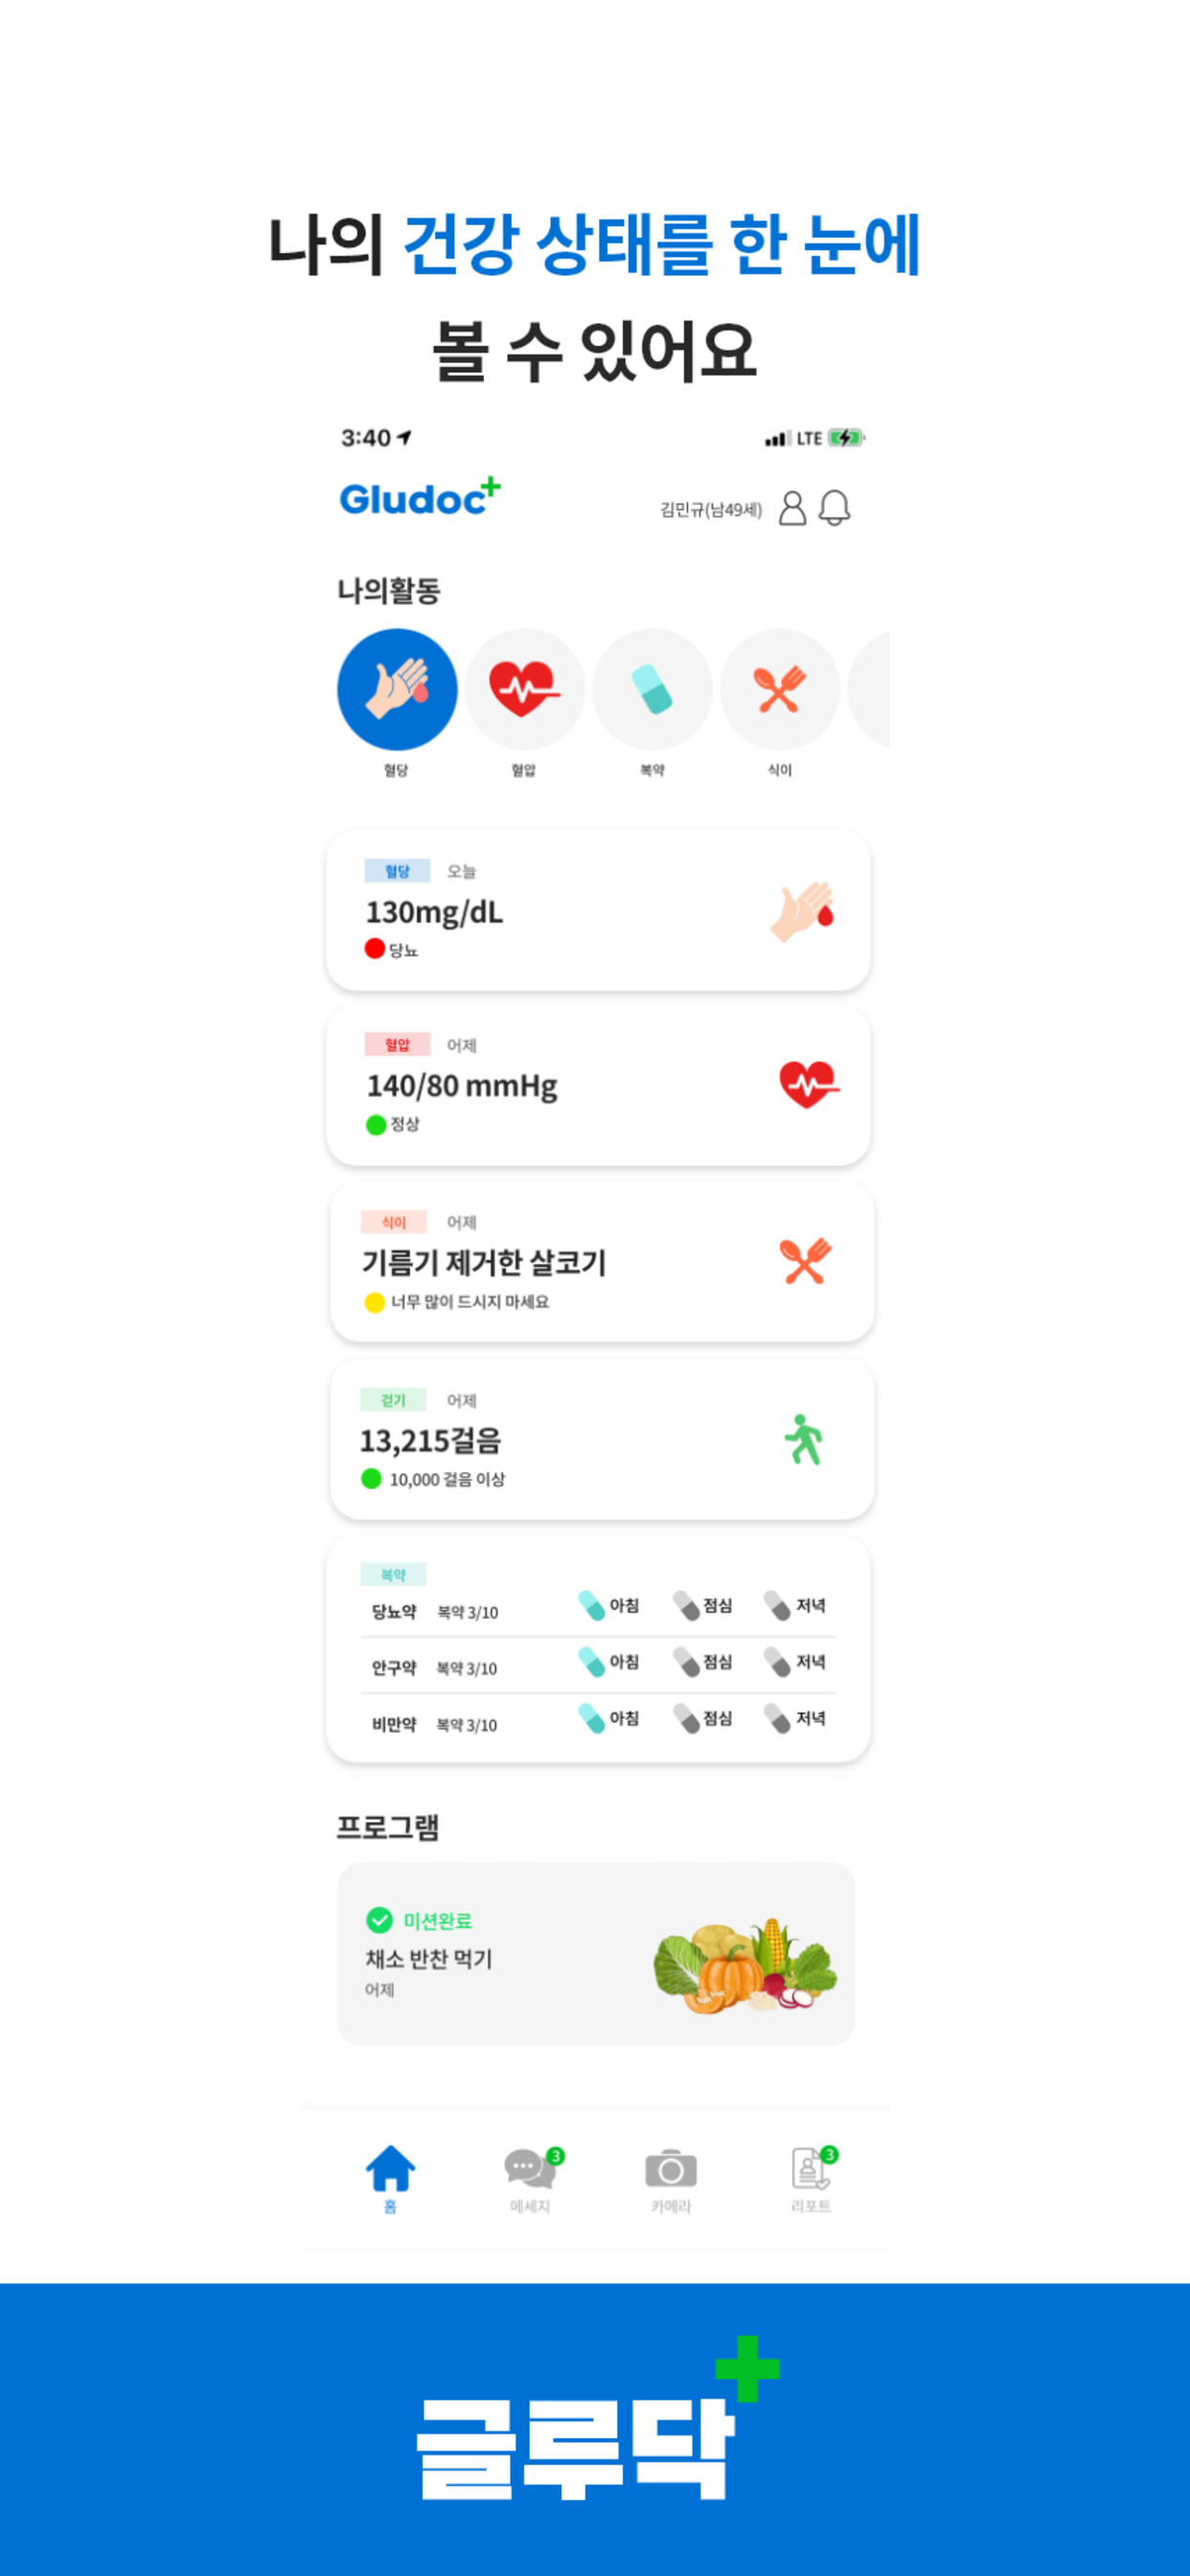 나의 건강 상태를 한 눈에
볼 수 있어요
3:40 LTE
Gludoc+
김민규(남49세)
나의활동
혈당 혈압 복약 식이
혈당 오늘
130mg/dL
당뇨
혈압 어제
140/80 mmHg
정상
식이 어제
기름기 제거한 살코기
너무 많이 드시지 마세요
걷기 어제
13,215걸음
10,000 걸음 이상
복약
당뇨약 복약 3/10 아침 점심 저녁
안구약 복약 3/10 아침 점심 저녁
비만약 복약 3/10 아침 점심 저녁
프로그램
미션완료
채소 반찬 먹기
어제
3 3
홈 메세지 카메라 리포트
글루닥+